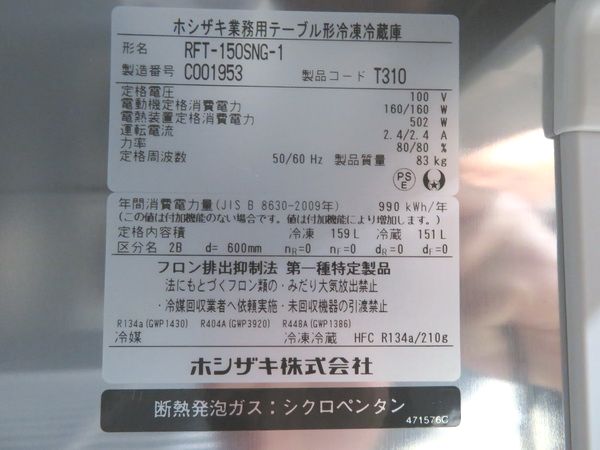 ホシザキ業務用テーブル形冷凍冷蔵庫
形名 RFT-150SNG-1
製造番号 C001953 製品コード T310
定格電圧 100 V
電動機定格消費電力 160/160 W
電熱装置定格消費電力 502 W
運転電流 2.4/2.4 A
力率 80/80 %
定格周波数 50/60 Hz 製品質量 83 kg
PS E
年間消費電力量(JIS B 8630-2009年) 990 kWh/年
(この値は付加機能のない場合です。値は付加機能により増加します。)
定格内容積 冷凍 159 L 冷蔵 151 L
区分名 2B d= 600mm nR=0 nF=0 dR=0 dF=0
フロン排出抑制法 第一種特定製品
法にもとづくフロン類の・みだり大気放出禁止
・冷媒回収業者へ依頼実施・未回収機器の引渡禁止
R134a(GWP1430) R404A(GWP3920) R448A(GWP1386)
冷媒 冷凍冷蔵 HFC R134a/210g
ホシザキ株式会社
断熱発泡ガス:シクロペンタン
471576C